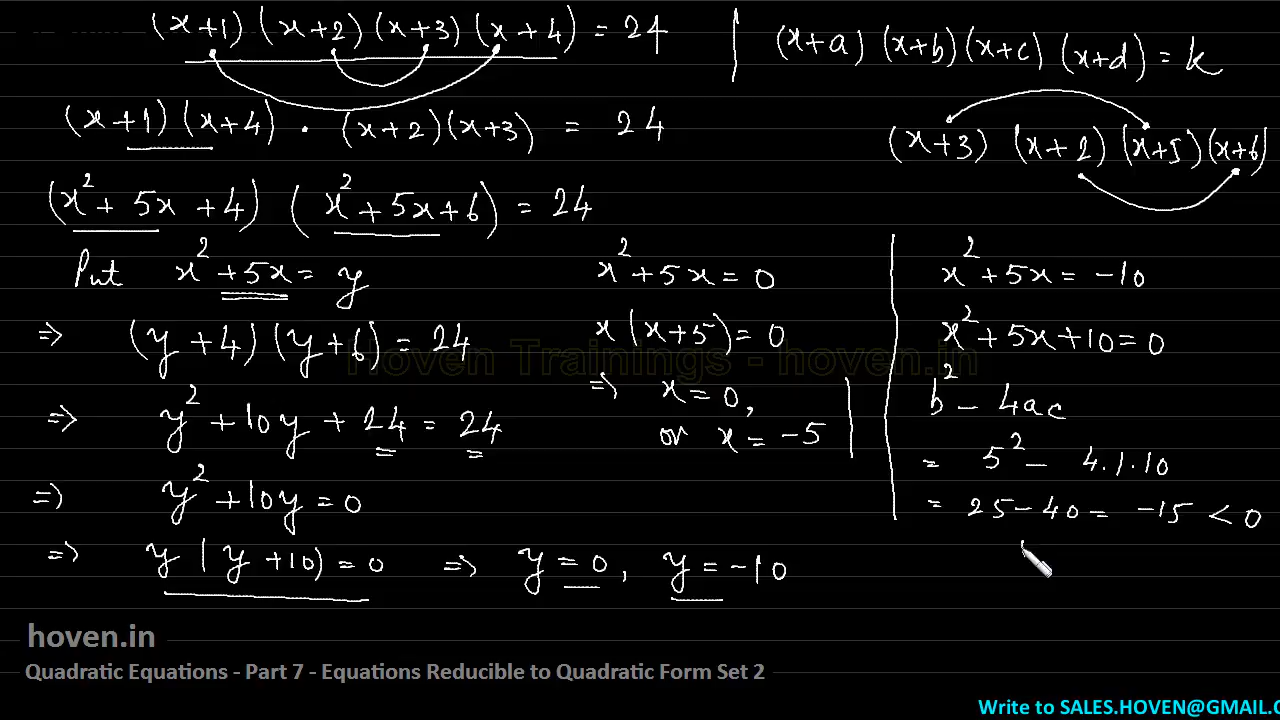 (x+1) (x+2) (x+3) (x+4) = 24
(x+1) (x+4) · (x+2) (x+3) = 24
(x² + 5x + 4) (x² + 5x + 6) = 24
Put x² + 5x = y
⇒ (y + 4) (y + 6) = 24
⇒ y² + 10y + 24 = 24
⇒ y² + 10y = 0
⇒ y (y + 10) = 0 ⇒ y = 0, y = -10
x² + 5x = 0
x (x+5) = 0
⇒ x = 0,
or x = -5
(x+a) (x+b) (x+c) (x+d) = k
(x+3) (x+2) (x+5) (x+6)
x² + 5x = -10
x² + 5x + 10 = 0
b² - 4ac
= 5² - 4.1.10
= 25 - 40 = -15 < 0
Hoven Trainings - hoven.in
hoven.in
Quadratic Equations - Part 7 - Equations Reducible to Quadratic Form Set 2
Write to SALES.HOVEN@GMAIL.C